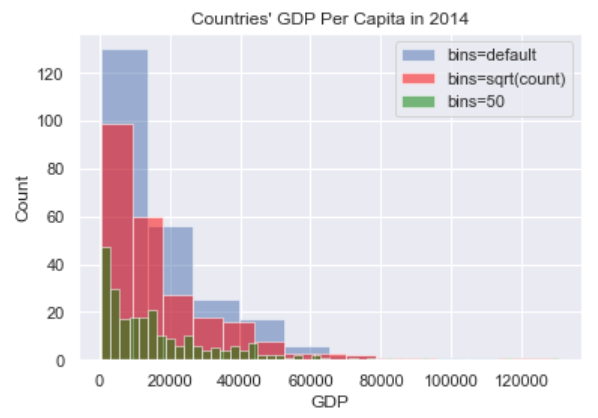 Countries' GDP Per Capita in 2014
bins=default
bins=sqrt(count)
bins=50
120
100
80
60
40
20
0
Count
0 20000 40000 60000 80000 100000 120000
GDP